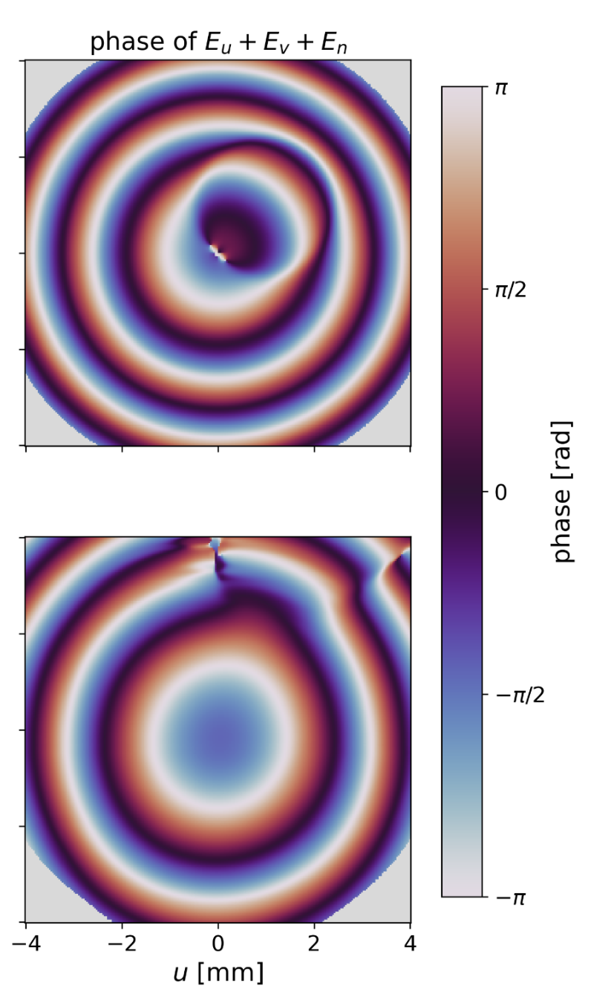 phase of E_u + E_v + E_n
π
π/2
0
−π/2
−π
phase [rad]
−4 −2 0 2 4
u [mm]